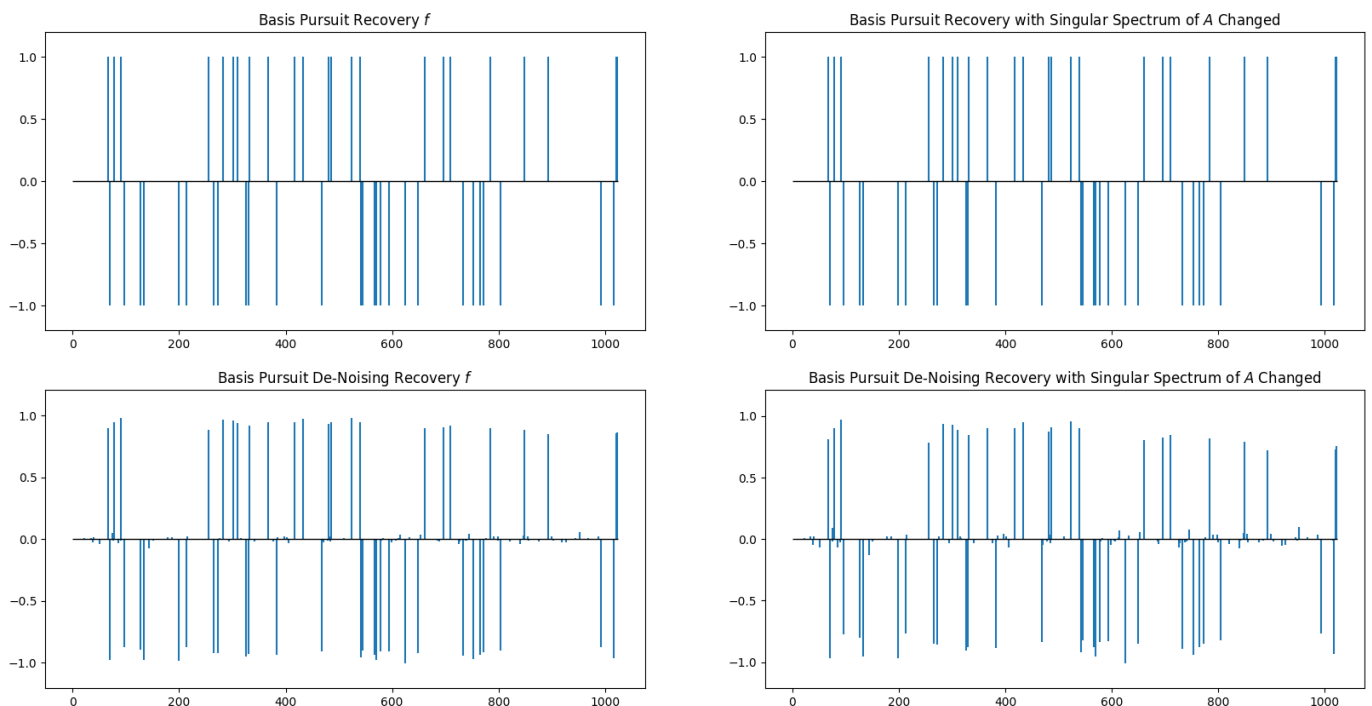 Basis Pursuit Recovery f
1.0
0.5
0.0
−0.5
−1.0
0 200 400 600 800 1000
Basis Pursuit Recovery with Singular Spectrum of A Changed
1.0
0.5
0.0
−0.5
−1.0
0 200 400 600 800 1000
Basis Pursuit De-Noising Recovery f
1.0
0.5
0.0
−0.5
−1.0
0 200 400 600 800 1000
Basis Pursuit De-Noising Recovery with Singular Spectrum of A Changed
1.0
0.5
0.0
−0.5
−1.0
0 200 400 600 800 1000